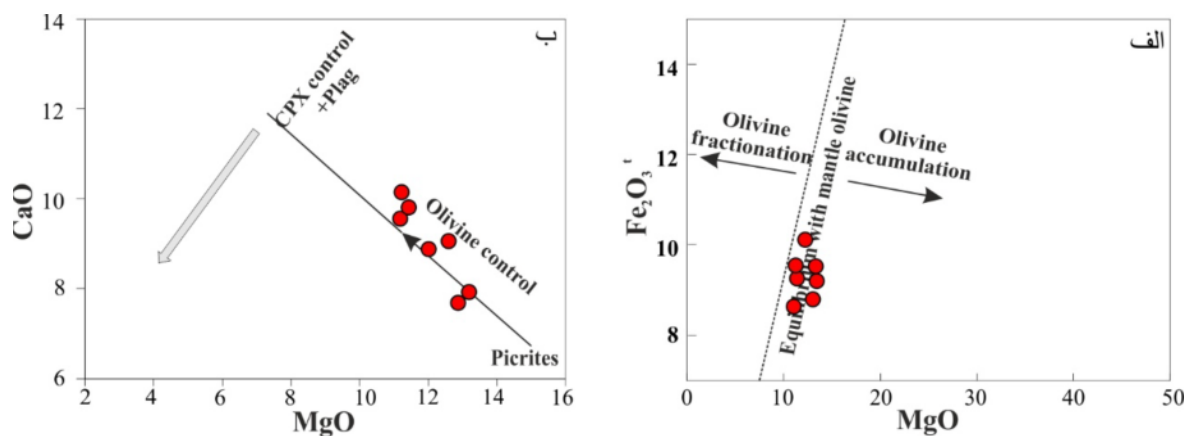 14
12
10
8
6
CaO
2
4
6
8
10
12
14
16
MgO
CPX control
+Plag
Olivine control
Picrites
ب
14
12
10
8
Fe₂O₃ᵗ
0
10
20
30
40
50
MgO
Olivine
fractionation
Olivine
accumulation
Equilibrium with mantle olivine
الف